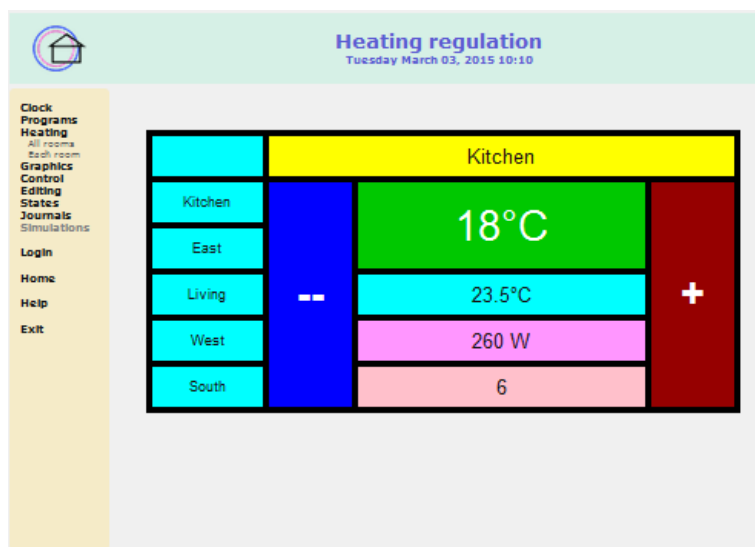 Heating regulation
Tuesday March 03, 2015 10:10
Clock
Programs
Heating
All rooms
Each room
Graphics
Control
Editing
States
Journals
Simulations
Login
Home
Help
Exit
Kitchen
Kitchen
East
Living
West
South
--
18°C
23.5°C
260 W
6
+